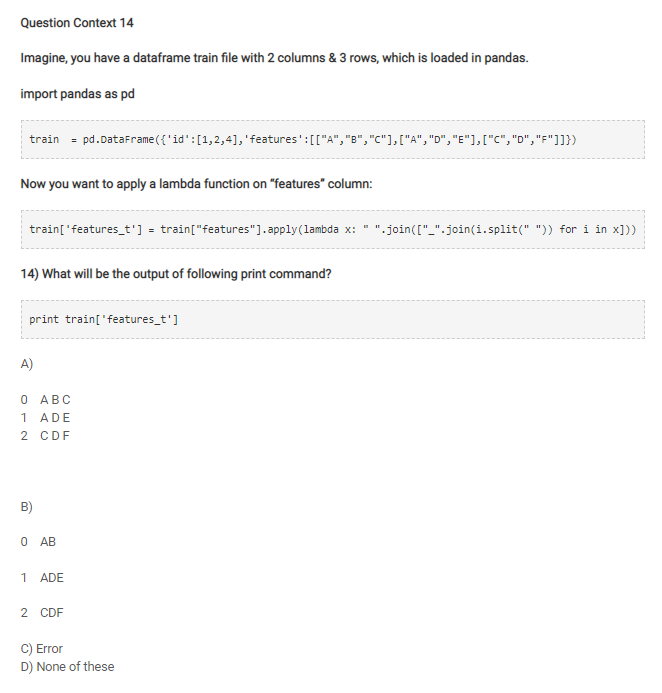 Question Context 14
Imagine, you have a dataframe train file with 2 columns & 3 rows, which is loaded in pandas.
import pandas as pd
train  = pd.DataFrame({'id':[1,2,4],'features':[["A","B","C"],["A","D","E"],["C","D","F"]]})
Now you want to apply a lambda function on “features” column:
train['features_t'] = train["features"].apply(lambda x: " ".join(["_".join(i.split(" ")) for i in x]))
14) What will be the output of following print command?
print train['features_t']
A)
0 A B C
1 A D E
2 C D F
B)
0 AB
1 ADE
2 CDF
C) Error
D) None of these